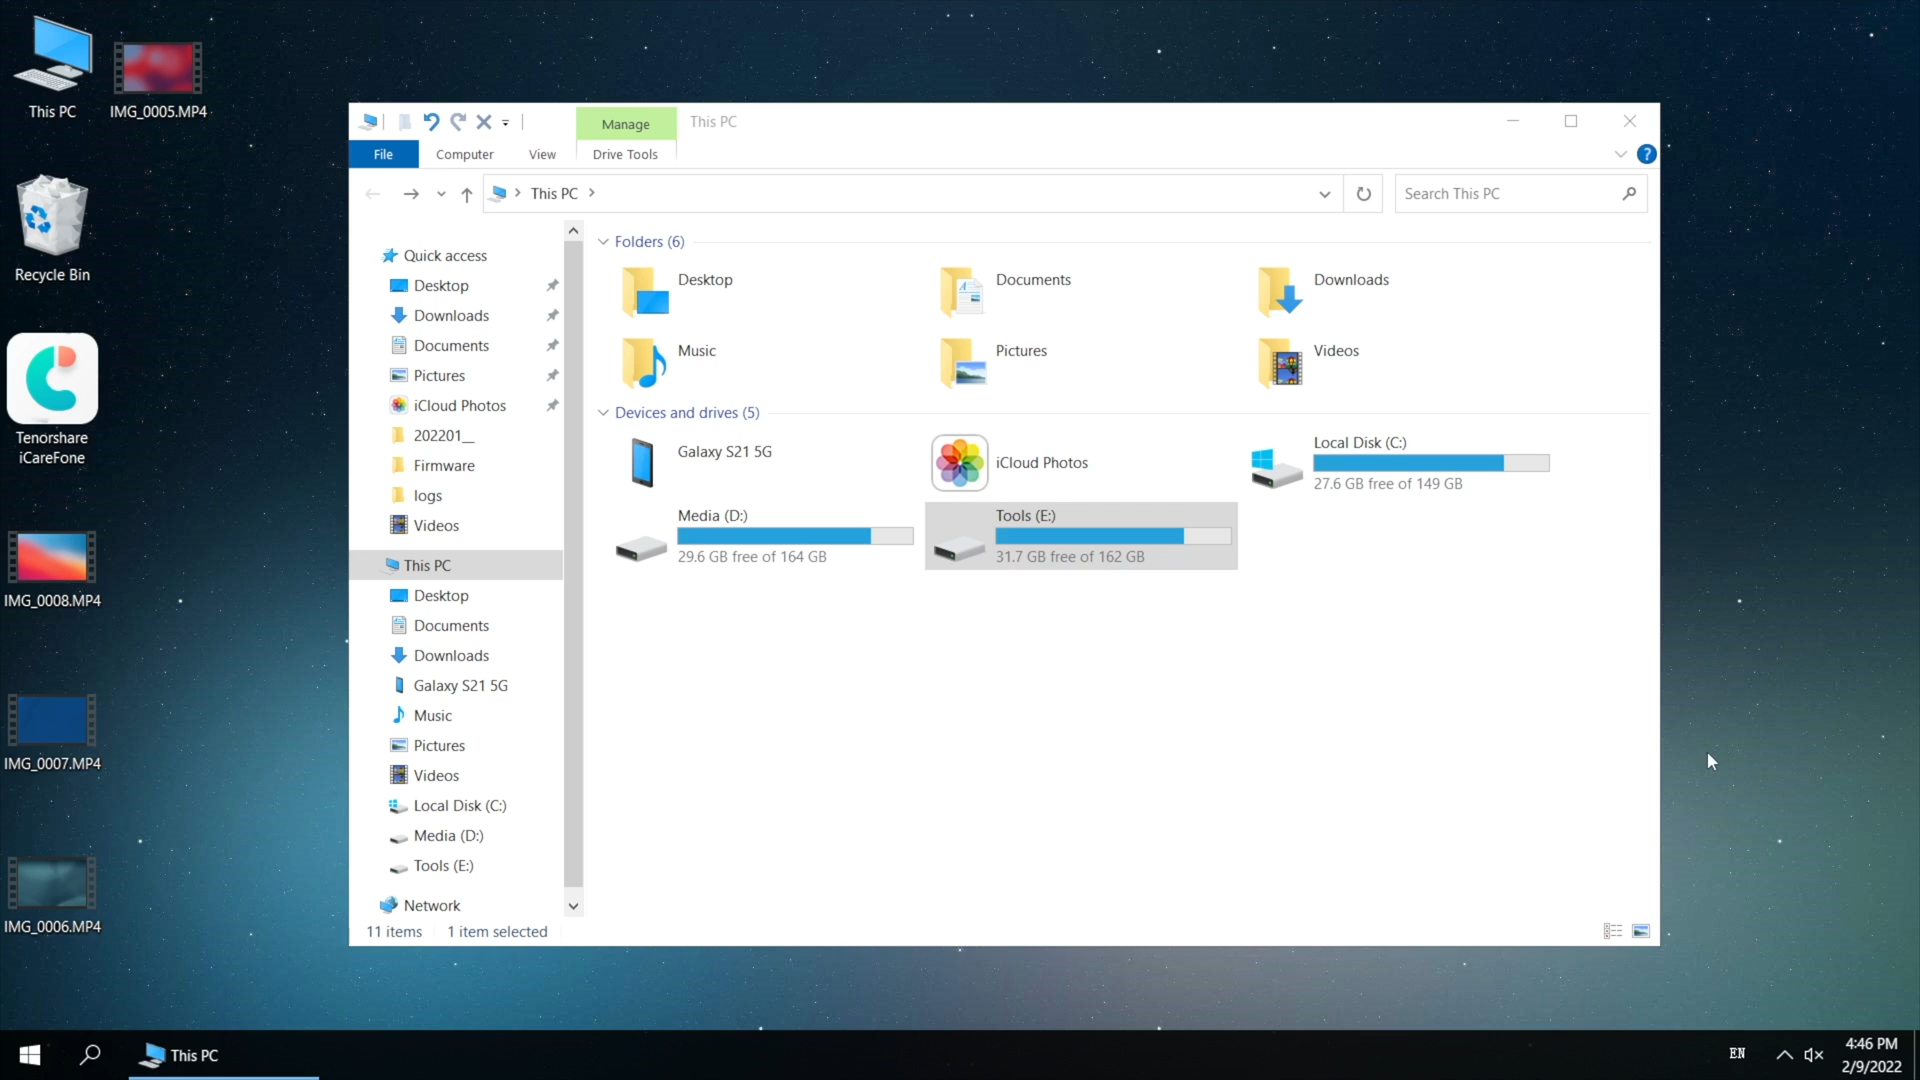 This PC
IMG_0005.MP4
Recycle Bin
Tenorshare
iCareFone
IMG_0008.MP4
IMG_0007.MP4
IMG_0006.MP4
Manage
This PC
File
Computer
View
Drive Tools
?
This PC
Search This PC
Quick access
Desktop
Downloads
Documents
Pictures
iCloud Photos
202201__
Firmware
logs
Videos
This PC
Desktop
Documents
Downloads
Galaxy S21 5G
Music
Pictures
Videos
Local Disk (C:)
Media (D:)
Tools (E:)
Network
Folders (6)
Desktop
Documents
Downloads
Music
Pictures
Videos
Devices and drives (5)
Galaxy S21 5G
iCloud Photos
Local Disk (C:)
27.6 GB free of 149 GB
Media (D:)
29.6 GB free of 164 GB
Tools (E:)
31.7 GB free of 162 GB
11 items
1 item selected
This PC
EN
4:46 PM
2/9/2022